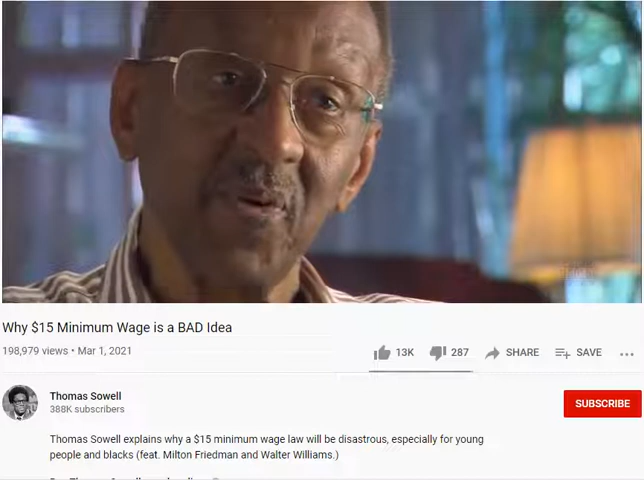 Why $15 Minimum Wage is a BAD Idea
198,979 views • Mar 1, 2021
13K
287
SHARE
SAVE
Thomas Sowell
388K subscribers
SUBSCRIBE
Thomas Sowell explains why a $15 minimum wage law will be disastrous, especially for young
people and blacks (feat. Milton Friedman and Walter Williams.)